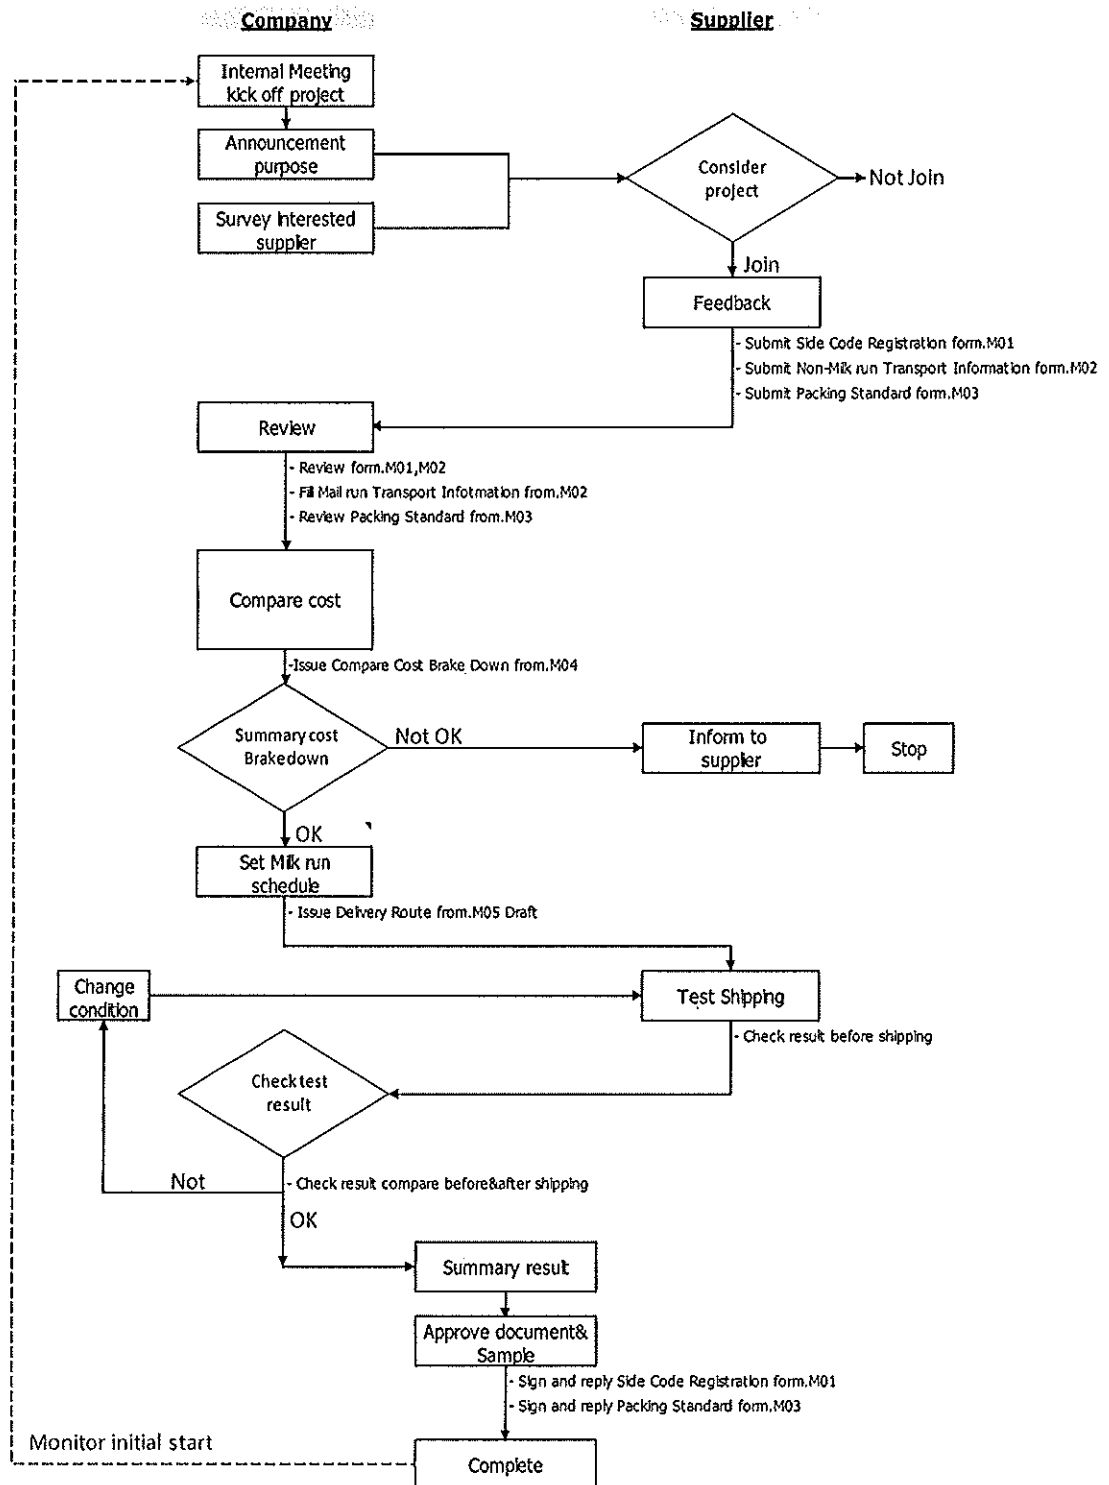 Company
Supplier
Internal Meeting
kick off project
Announcement
purpose
Survey Interested
supplier
Consider
project
Not Join
Join
Feedback
- Submit Side Code Registration form.M01
- Submit Non-Milk run Transport Information form.M02
- Submit Packing Standard form.M03
Review
- Review form.M01,M02
- Fill Mail run Transport Infotmation from.M02
- Review Packing Standard from.M03
Compare cost
-Issue Compare Cost Brake Down from.M04
Summary cost
Brakedown
Not OK
Inform to
supplier
Stop
OK
Set Milk run
schedule
- Issue Delivery Route from.M05 Draft
Change
condition
Test Shipping
- Check result before shipping
Check test
result
Not
- Check result compare before&after shipping
OK
Summary result
Approve document&
Sample
- Sign and reply Side Code Registration form.M01
- Sign and reply Packing Standard form.M03
Monitor initial start
Complete